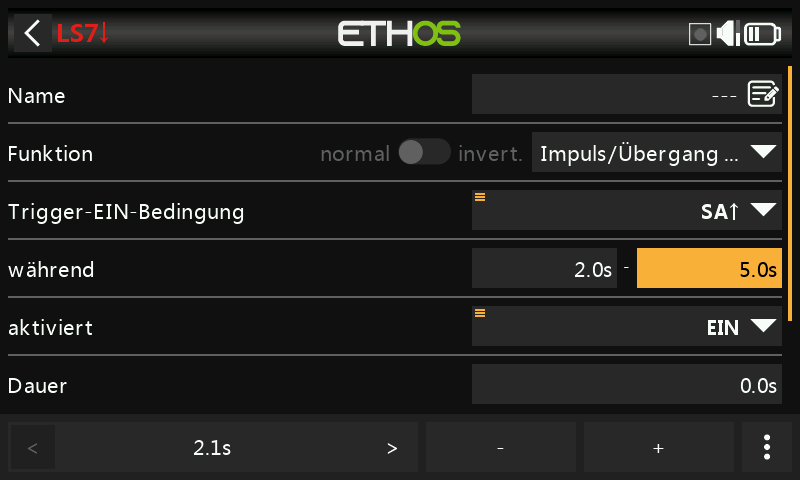 LS7↓ ETHOS
Name ---
Funktion normal invert. Impuls/Übergang ...
Trigger-EIN-Bedingung SA↑
während 2.0s - 5.0s
aktiviert EIN
Dauer 0.0s
< 2.1s > - +